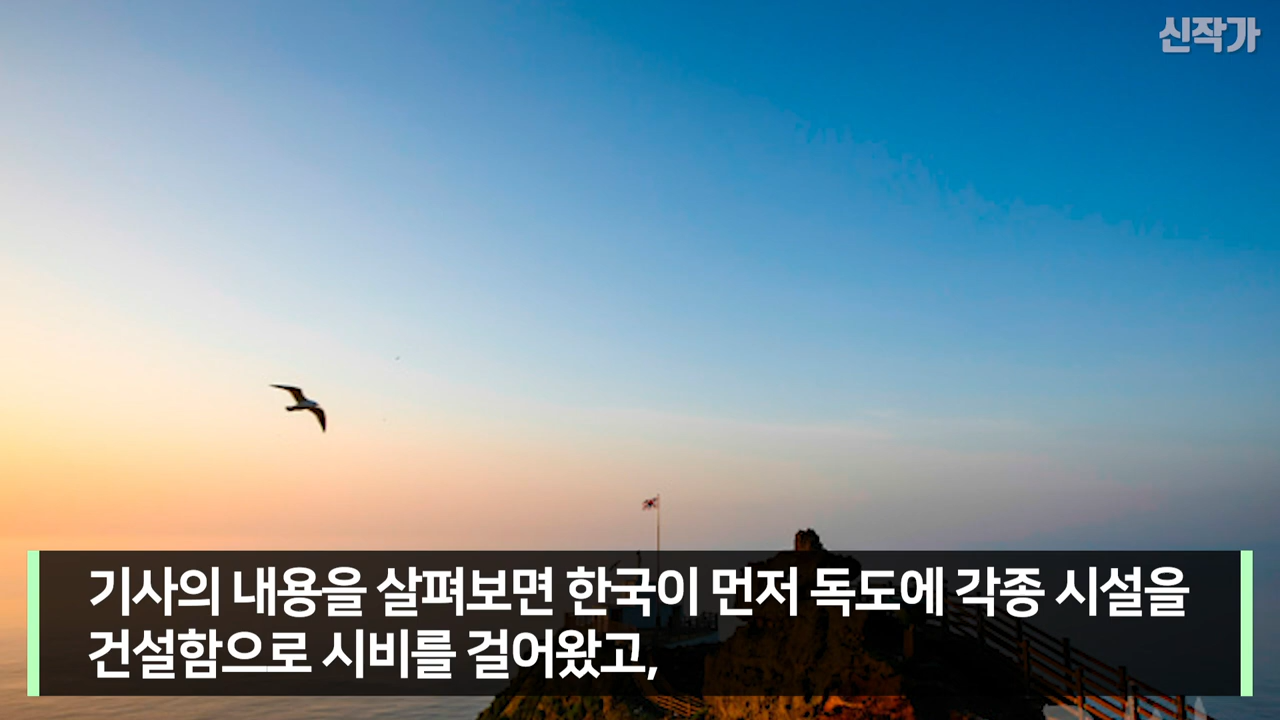 신작가
기사의 내용을 살펴보면 한국이 먼저 독도에 각종 시설을
건설함으로 시비를 걸어왔고,